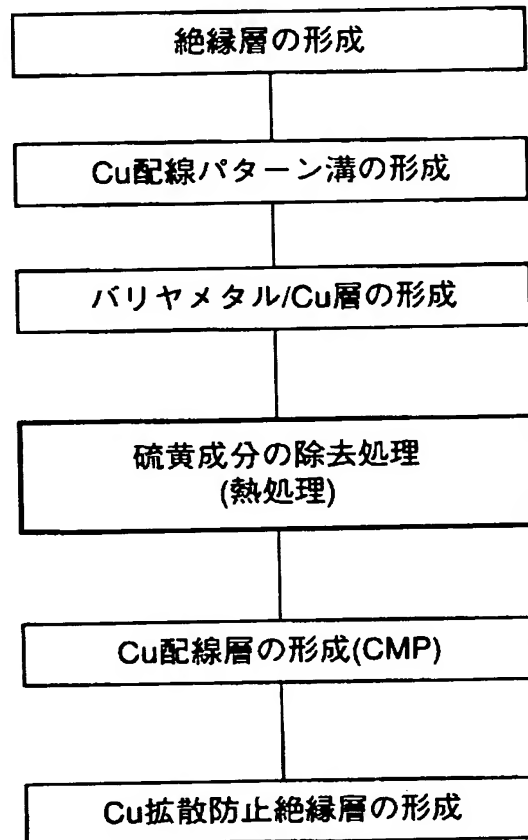 絶縁層の形成
Cu配線パターン溝の形成
バリヤメタル/Cu層の形成
硫黄成分の除去処理
(熱処理)
Cu配線層の形成(CMP)
Cu拡散防止絶縁層の形成